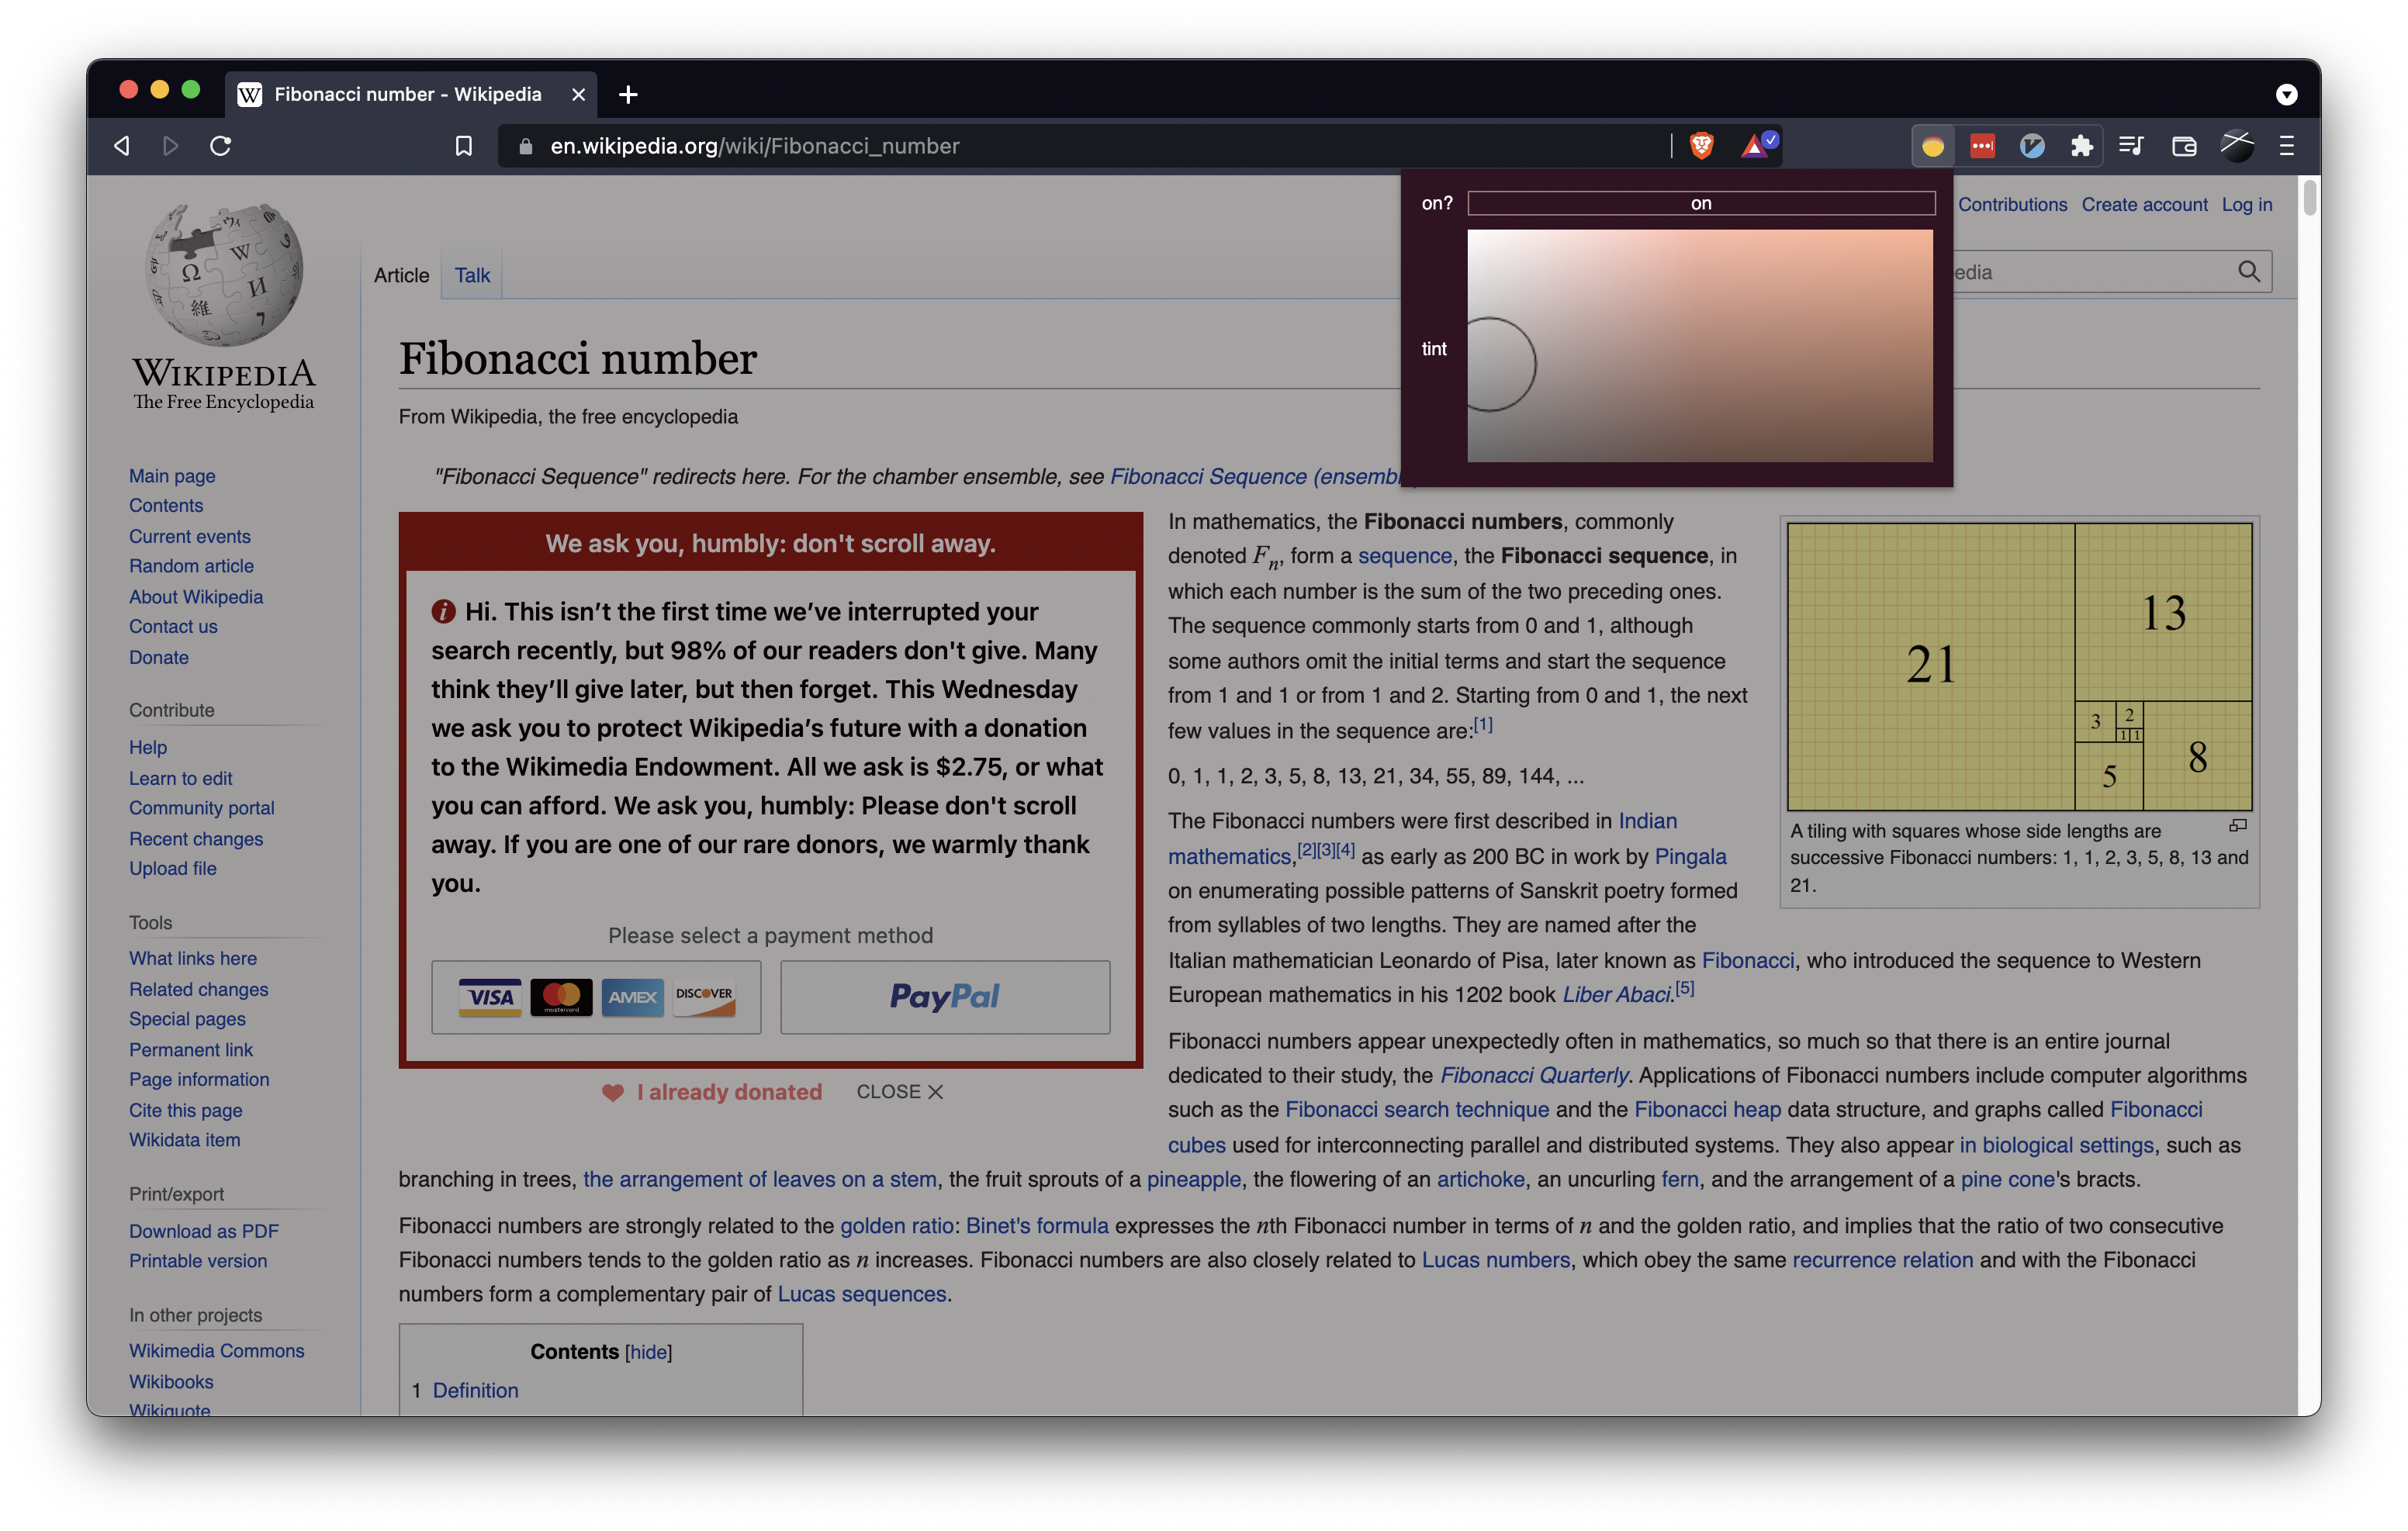 Fibonacci number - Wikipedia
en.wikipedia.org/wiki/Fibonacci_number
on? on
tint
Contributions Create account Log in
Article Talk
edia
WIKIPEDIA
The Free Encyclopedia
Main page
Contents
Current events
Random article
About Wikipedia
Contact us
Donate
Contribute
Help
Learn to edit
Community portal
Recent changes
Upload file
Tools
What links here
Related changes
Special pages
Permanent link
Page information
Cite this page
Wikidata item
Print/export
Download as PDF
Printable version
In other projects
Wikimedia Commons
Wikibooks
Wikiquote
Fibonacci number
From Wikipedia, the free encyclopedia
"Fibonacci Sequence" redirects here. For the chamber ensemble, see Fibonacci Sequence (ensembl
We ask you, humbly: don't scroll away.
Hi. This isn’t the first time we’ve interrupted your
search recently, but 98% of our readers don't give. Many
think they’ll give later, but then forget. This Wednesday
we ask you to protect Wikipedia’s future with a donation
to the Wikimedia Endowment. All we ask is $2.75, or what
you can afford. We ask you, humbly: Please don't scroll
away. If you are one of our rare donors, we warmly thank
you.
Please select a payment method
VISA mastercard AMEX DISCOVER PayPal
I already donated CLOSE
In mathematics, the Fibonacci numbers, commonly
denoted Fn, form a sequence, the Fibonacci sequence, in
which each number is the sum of the two preceding ones.
The sequence commonly starts from 0 and 1, although
some authors omit the initial terms and start the sequence
from 1 and 1 or from 1 and 2. Starting from 0 and 1, the next
few values in the sequence are:[1]
0, 1, 1, 2, 3, 5, 8, 13, 21, 34, 55, 89, 144, ...
The Fibonacci numbers were first described in Indian
mathematics,[2][3][4] as early as 200 BC in work by Pingala
on enumerating possible patterns of Sanskrit poetry formed
from syllables of two lengths. They are named after the
Italian mathematician Leonardo of Pisa, later known as Fibonacci, who introduced the sequence to Western
European mathematics in his 1202 book Liber Abaci.[5]
21
13
3
2
1 1
8
5
A tiling with squares whose side lengths are
successive Fibonacci numbers: 1, 1, 2, 3, 5, 8, 13 and
21.
Fibonacci numbers appear unexpectedly often in mathematics, so much so that there is an entire journal
dedicated to their study, the Fibonacci Quarterly. Applications of Fibonacci numbers include computer algorithms
such as the Fibonacci search technique and the Fibonacci heap data structure, and graphs called Fibonacci
cubes used for interconnecting parallel and distributed systems. They also appear in biological settings, such as
branching in trees, the arrangement of leaves on a stem, the fruit sprouts of a pineapple, the flowering of an artichoke, an uncurling fern, and the arrangement of a pine cone's bracts.
Fibonacci numbers are strongly related to the golden ratio: Binet's formula expresses the nth Fibonacci number in terms of n and the golden ratio, and implies that the ratio of two consecutive
Fibonacci numbers tends to the golden ratio as n increases. Fibonacci numbers are also closely related to Lucas numbers, which obey the same recurrence relation and with the Fibonacci
numbers form a complementary pair of Lucas sequences.
Contents [hide]
1 Definition